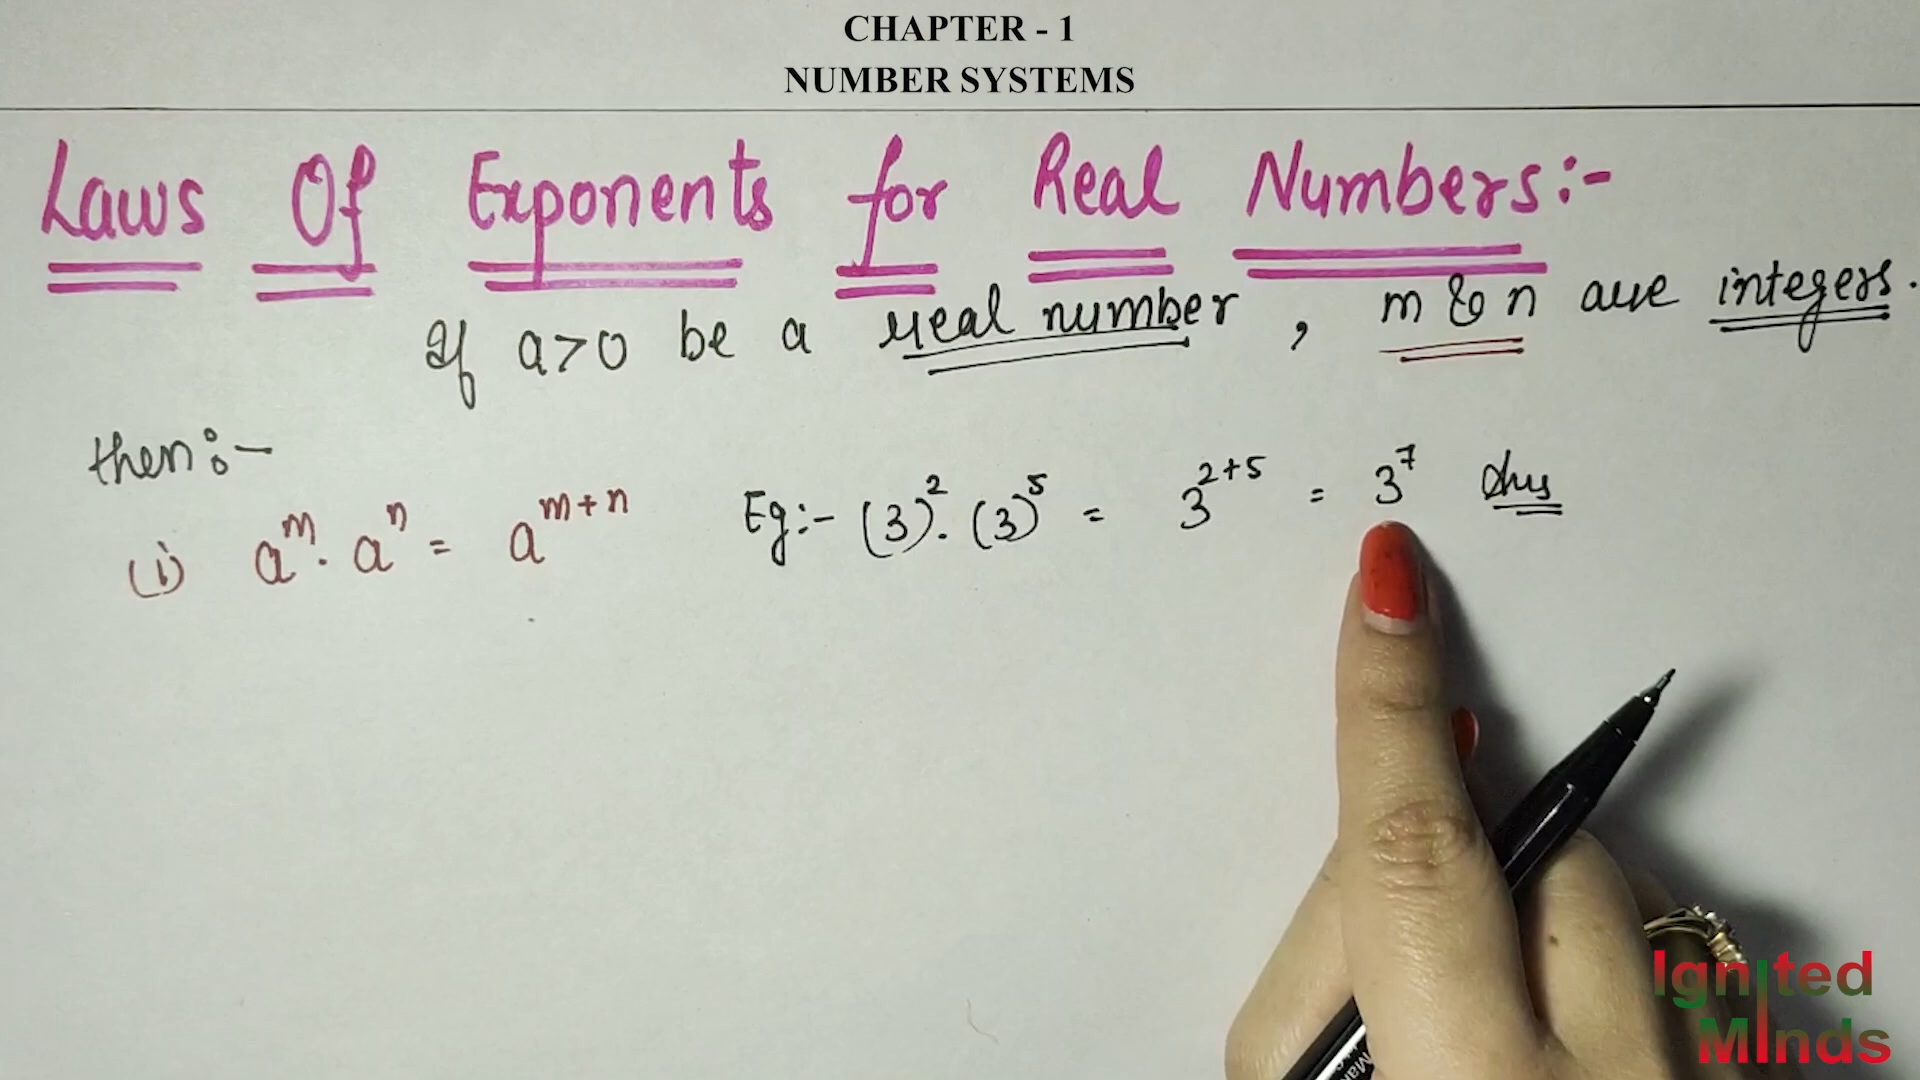 CHAPTER - 1
NUMBER SYSTEMS
Laws Of Exponents for Real Numbers:-
If a>0 be a real number , m & n are integers.
then:-
(i) a^m . a^n = a^(m+n) Eg:- (3)^2 . (3)^5 = 3^(2+5) = 3^7 Ans
Ignited
Minds